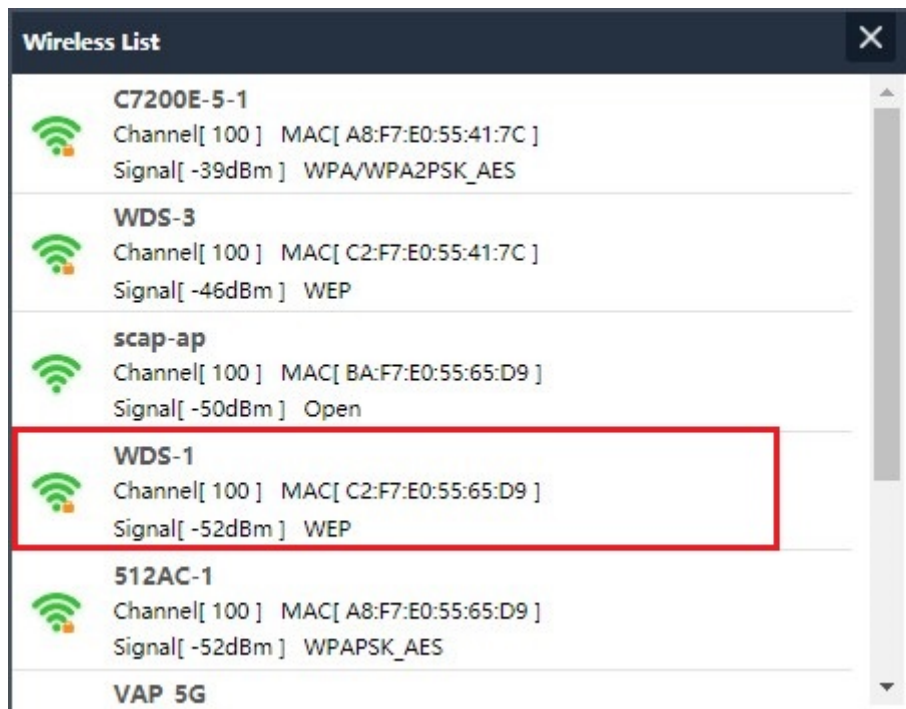 Wireless List
C7200E-5-1
Channel[ 100 ] MAC[ A8:F7:E0:55:41:7C ]
Signal[ -39dBm ] WPA/WPA2PSK_AES
WDS-3
Channel[ 100 ] MAC[ C2:F7:E0:55:41:7C ]
Signal[ -46dBm ] WEP
scap-ap
Channel[ 100 ] MAC[ BA:F7:E0:55:65:D9 ]
Signal[ -50dBm ] Open
WDS-1
Channel[ 100 ] MAC[ C2:F7:E0:55:65:D9 ]
Signal[ -52dBm ] WEP
512AC-1
Channel[ 100 ] MAC[ A8:F7:E0:55:65:D9 ]
Signal[ -52dBm ] WPAPSK_AES
VAP 5G